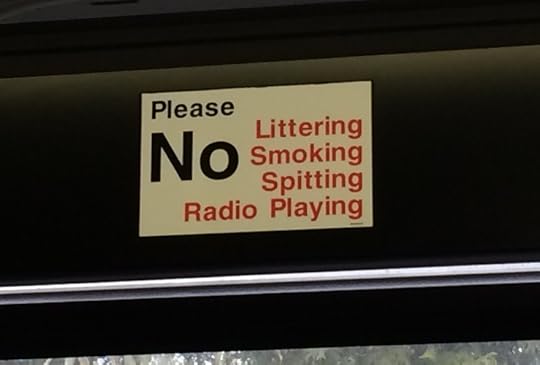 Please
No Littering
Smoking
Spitting
Radio Playing